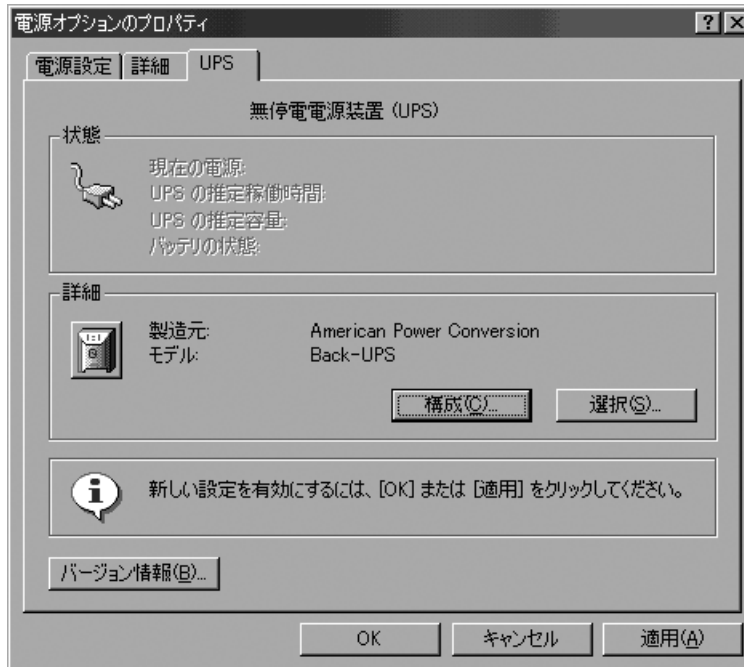 電源オプションのプロパティ
電源設定 詳細 UPS
無停電電源装置 (UPS)
状態
現在の電源:
UPS の推定稼働時間:
UPS の推定容量:
バッテリの状態:
詳細
製造元: American Power Conversion
モデル: Back-UPS
構成(C)... 選択(S)...
新しい設定を有効にするには、[OK] または [適用] をクリックしてください。
バージョン情報(B)...
OK キャンセル 適用(A)